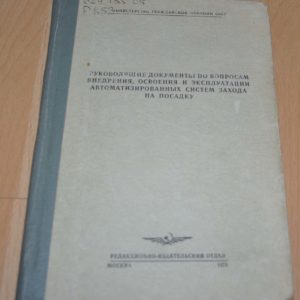 МИНИСТЕРСТВО ГРАЖДАНСКОЙ АВИАЦИИ СССР
РУКОВОДЯЩИЕ ДОКУМЕНТЫ ПО ВОПРОСАМ
ВНЕДРЕНИЯ, ОСВОЕНИЯ И ЭКСПЛУАТАЦИИ
АВТОМАТИЗИРОВАННЫХ СИСТЕМ ЗАХОДА
НА ПОСАДКУ
РЕДАКЦИОННО-ИЗДАТЕЛЬСКИЙ ОТДЕЛ
МОСКВА